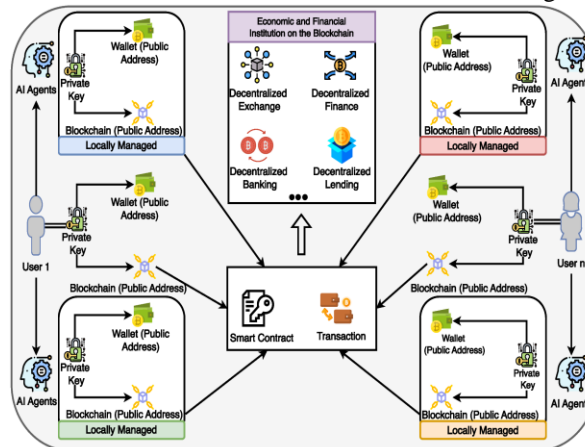 Economic and Financial
Institution on the Blockchain
Decentralized
Exchange
Decentralized
Finance
Decentralized
Banking
Decentralized
Lending
AI Agents
Wallet (Public
Address)
Private
Key
Blockchain (Public Address)
Locally Managed
User 1
Wallet (Public
Address)
Private
Key
Blockchain (Public Address)
AI Agents
Wallet (Public
Address)
Private
Key
Blockchain (Public Address)
Locally Managed
Smart Contract
Transaction
Wallet
(Public Address)
Private
Key
Blockchain (Public Address)
Locally Managed
AI Agents
Wallet
(Public Address)
Private
Key
Blockchain (Public Address)
User n
Wallet
(Public Address)
Private
Key
Blockchain (Public Address)
Locally Managed
AI Agents